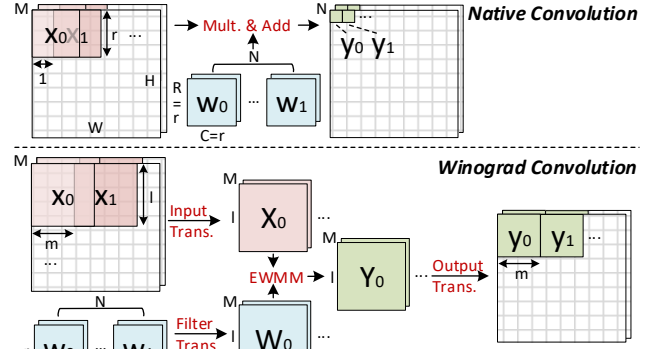 M
N
Native Convolution
x0 x1 ...
r
Mult. & Add
...
y0 y1
1
N
H
R
=
r
w0 ... w1
W
C=r
M
Winograd Convolution
x0 x1
l
M
Input
Trans.
l
X0
...
m
...
M
y0 y1 ...
EWMM
l
Y0
...
Output
Trans.
m
N
M
Filter
Trans.
l
W0
...